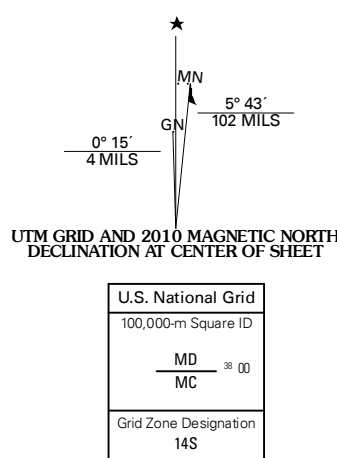 ★
MN
GN
5° 43´
102 MILS
0° 15´
4 MILS
UTM GRID AND 2010 MAGNETIC NORTH
DECLINATION AT CENTER OF SHEET
U.S. National Grid
100,000-m Square ID
MD
38 00
MC
Grid Zone Designation
14S